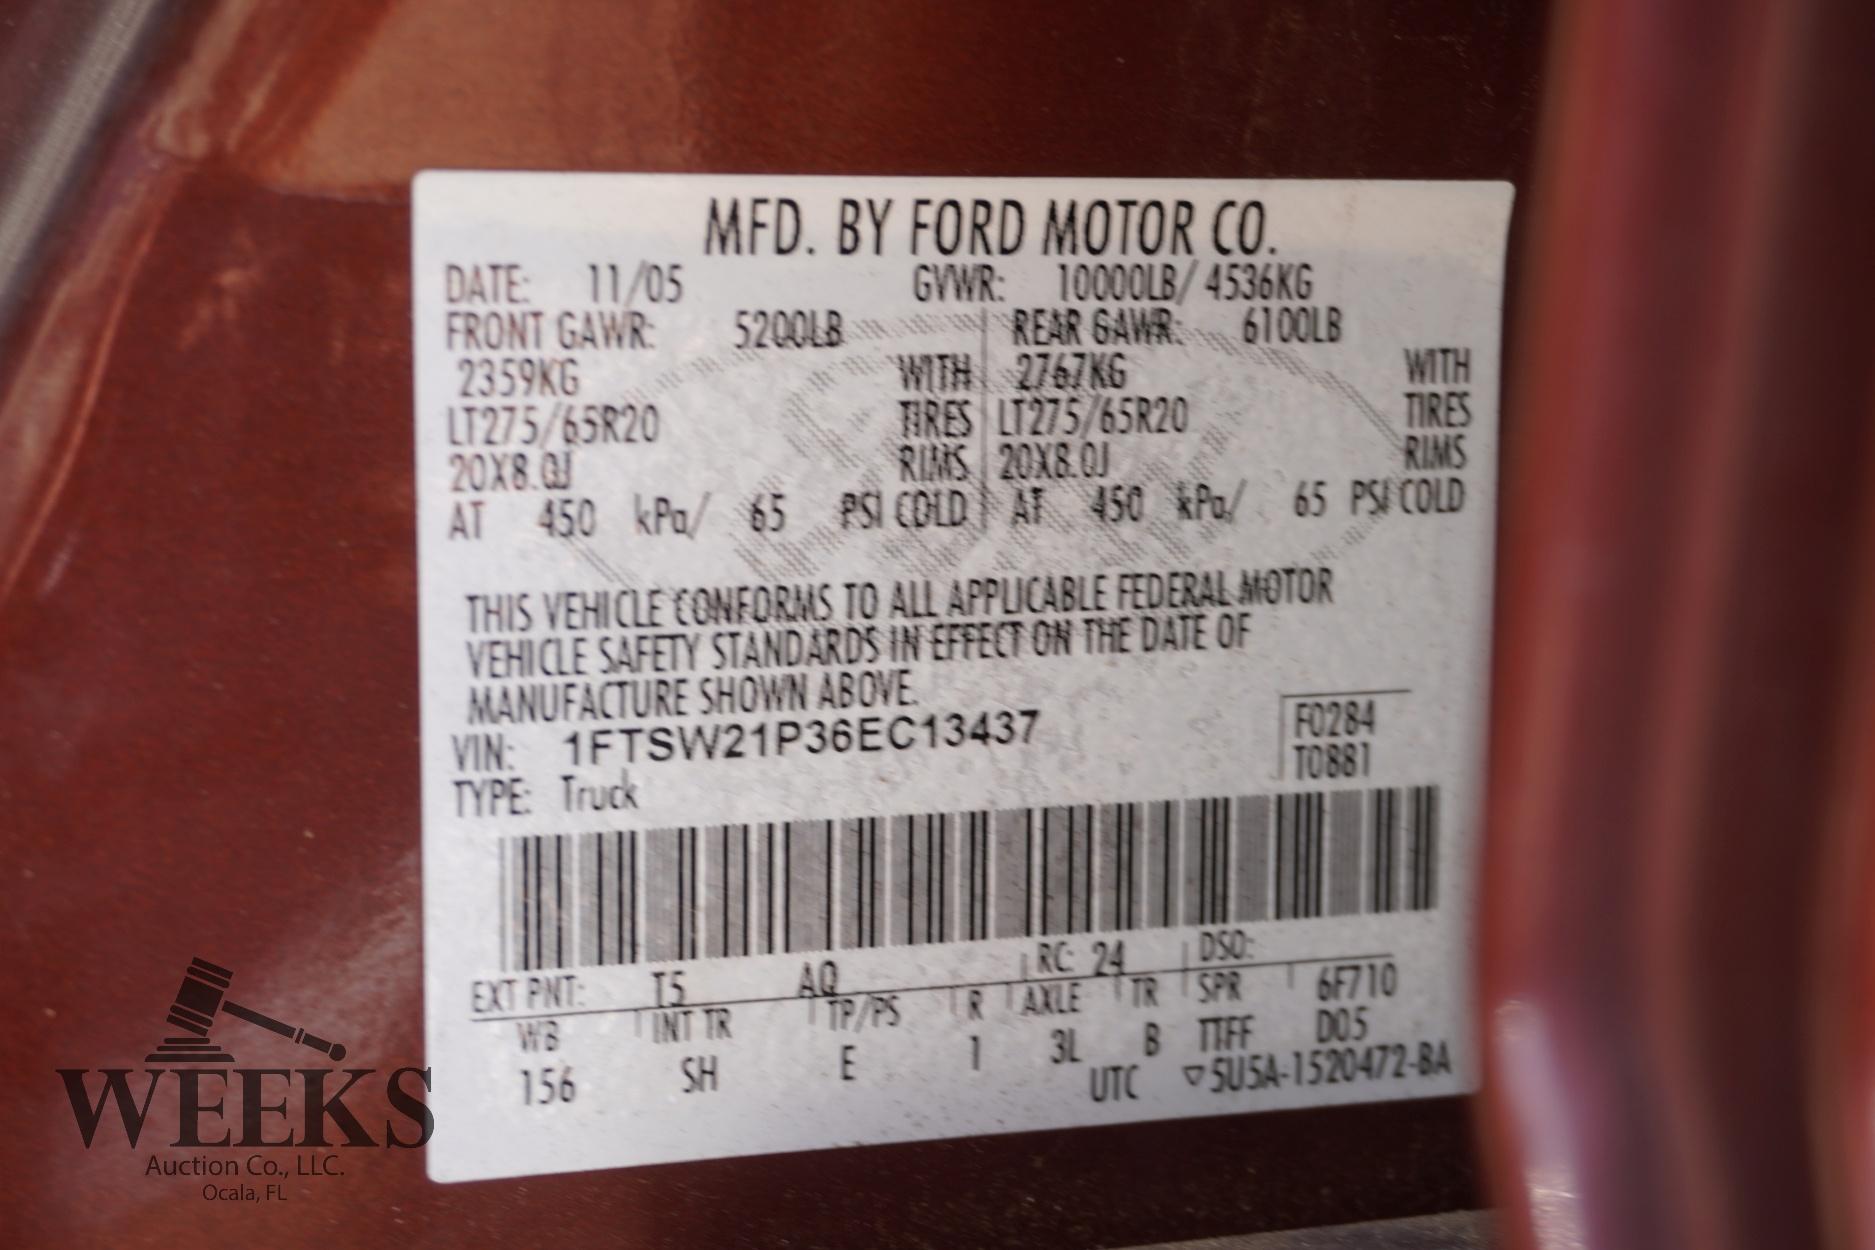 MFD. BY FORD MOTOR CO.
DATE: 11/05 GVWR: 10000LB/ 4536KG
FRONT GAWR: 5200LB REAR GAWR: 6100LB
2359KG WITH 2767KG WITH
LT275/65R20 TIRES LT275/65R20 TIRES
20X8.0J RIMS 20X8.0J RIMS
AT 450 kPa/ 65 PSI COLD AT 450 kPa/ 65 PSI COLD
THIS VEHICLE CONFORMS TO ALL APPLICABLE FEDERAL MOTOR
VEHICLE SAFETY STANDARDS IN EFFECT ON THE DATE OF
MANUFACTURE SHOWN ABOVE.
VIN: 1FTSW21P36EC13437 F0284
TYPE: Truck T0881
EXT PNT: T5 AQ RC: 24 DSO:
WB INT TR TP/PS R AXLE TR SPR 6F710
156 SH E 1 3L B TTFF D05
UTC ▽5U5A-1520472-BA
WEEKS
Auction Co., LLC.
Ocala, FL